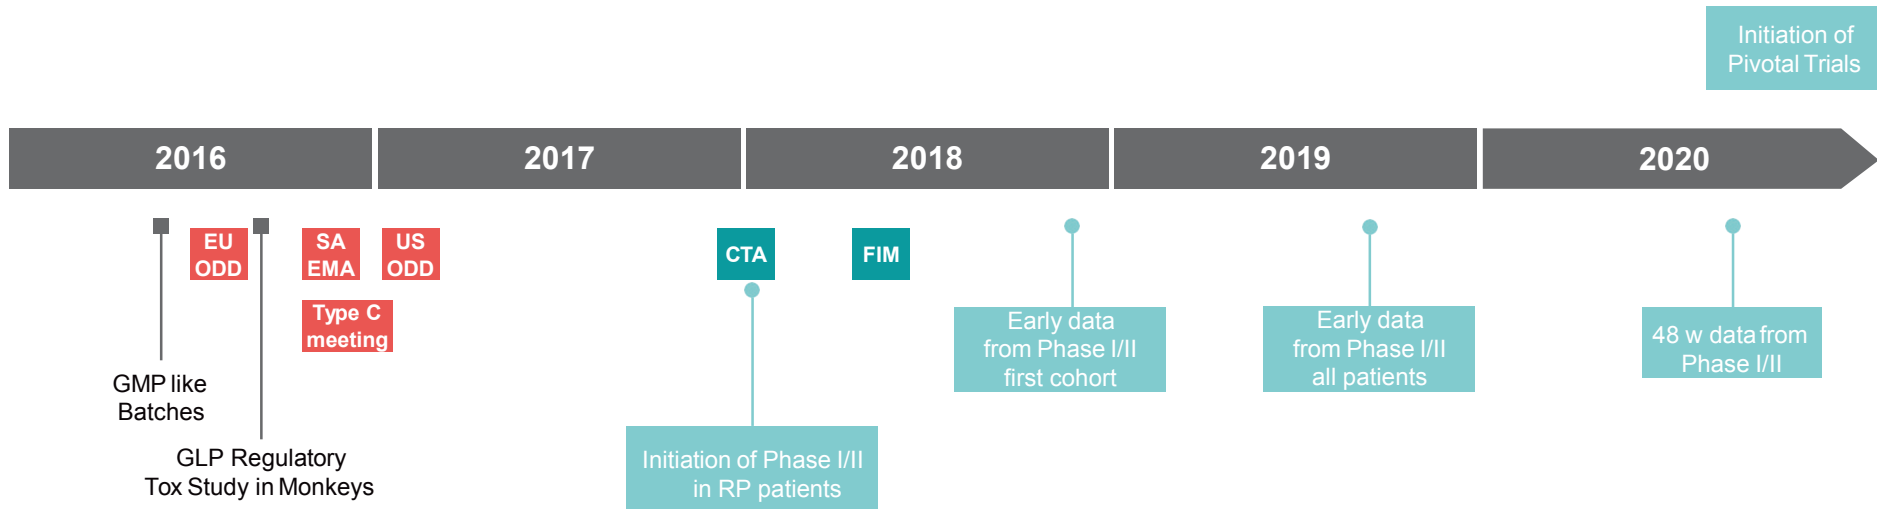 Initiation of
Pivotal Trials
2016
2017
2018
2019
2020
EU
ODD
SA
EMA
US
ODD
CTA
FIM
Type C
meeting
Early data
from Phase I/II
first cohort
Early data
from Phase I/II
all patients
48 w data from
Phase I/II
GMP like
Batches
GLP Regulatory
Tox Study in Monkeys
Initiation of Phase I/II
in RP patients